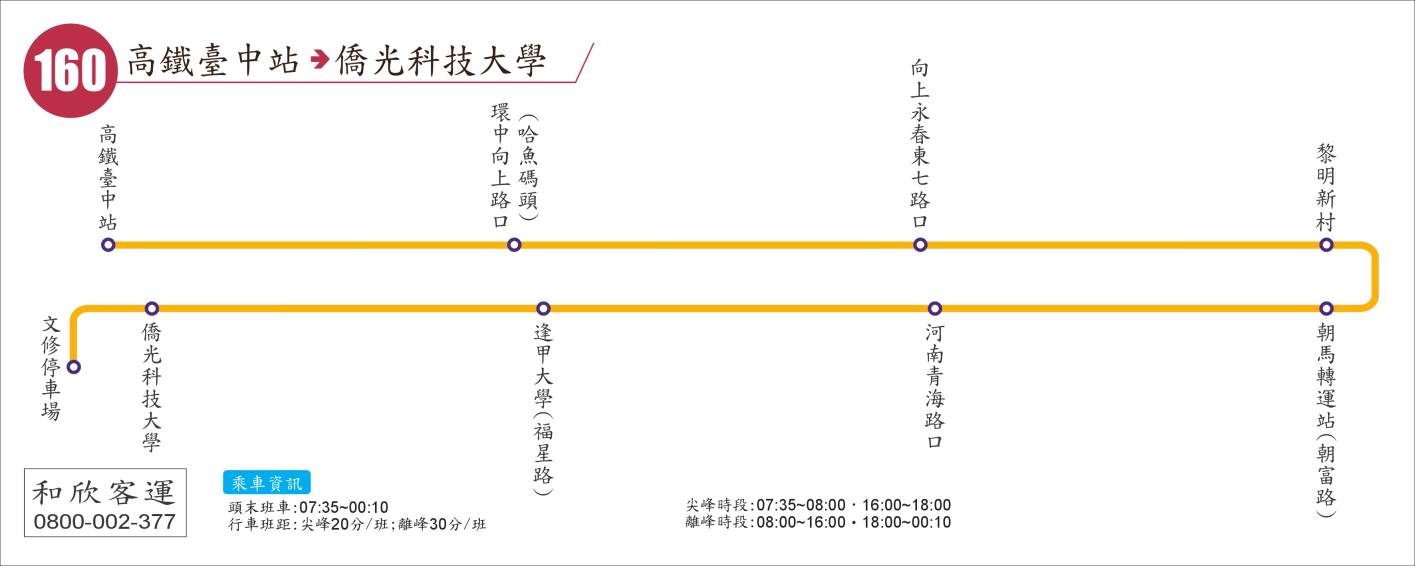 160 高鐵臺中站➔僑光科技大學
高鐵臺中站
環中向上路口
(哈魚碼頭)
向上永春東七路口
黎明新村
文修停車場
僑光科技大學
逢甲大學(福星路)
河南青海路口
朝馬轉運站(朝富路)
和欣客運
0800-002-377
乘車資訊
頭末班車:07:35~00:10
行車班距:尖峰20分/班;離峰30分/班
尖峰時段:07:35~08:00‧16:00~18:00
離峰時段:08:00~16:00‧18:00~00:10